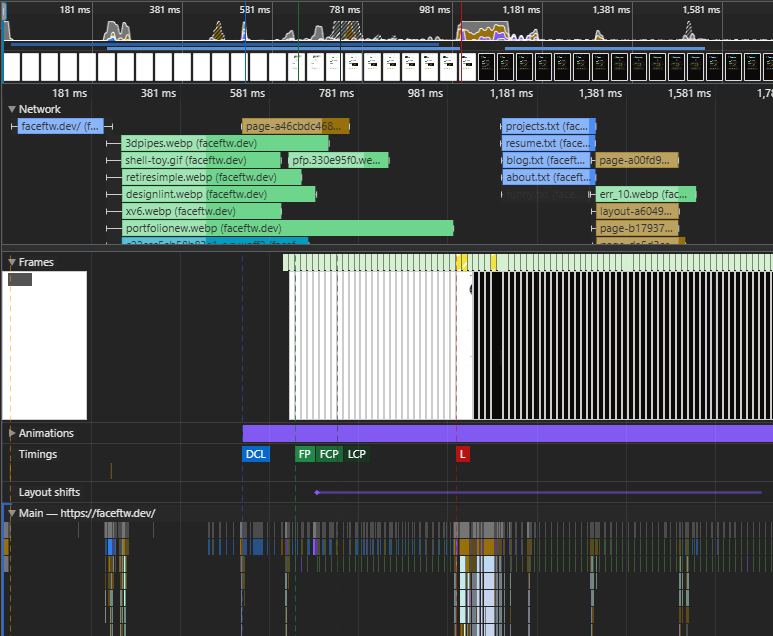 181 ms 381 ms 581 ms 781 ms 981 ms 1,181 ms 1,381 ms 1,581 ms
181 ms 381 ms 581 ms 781 ms 981 ms 1,181 ms 1,381 ms 1,581 ms 1,78
Network
faceftw.dev/ (f... page-a46cbdc468... projects.txt (fac...
3dpipes.webp (faceftw.dev) resume.txt (fac...
shell-toy.gif (faceftw.dev) pfp.330e95f0.we... blog.txt (faceft... page-a00fd9...
retiresimple.webp (faceftw.dev) about.txt (faceft...
designlint.webp (faceftw.dev) err_10.webp (fac...
xv6.webp (faceftw.dev) layout-a6049...
portfolionew.webp (faceftw.dev) page-b17937...
Frames
Animations
Timings DCL FP FCP LCP L
Layout shifts
Main — https://faceftw.dev/